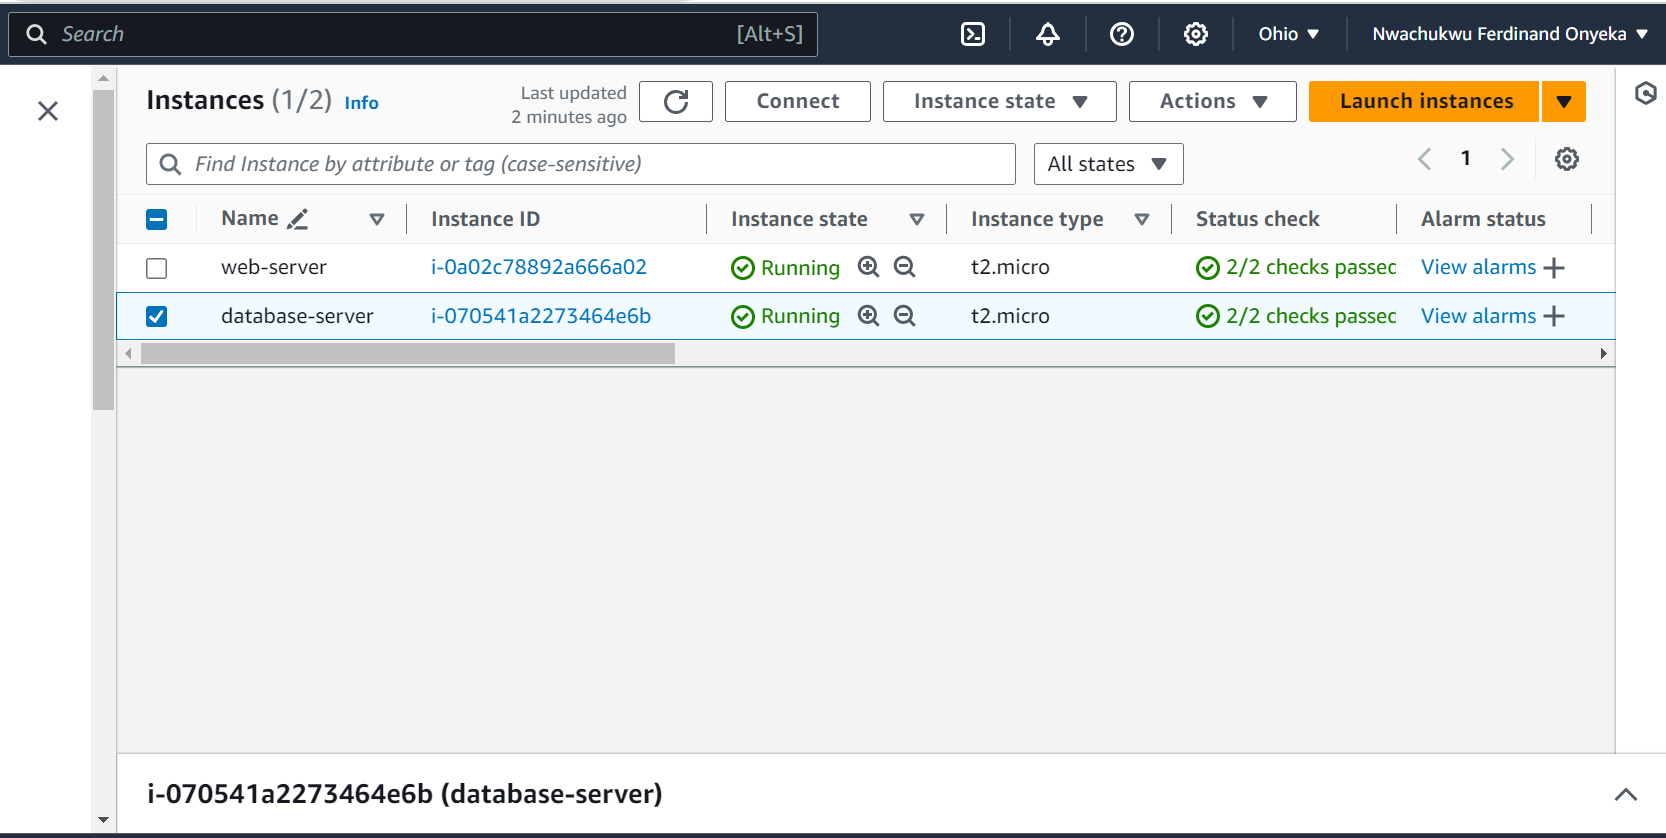 Search [Alt+S] Ohio Nwachukwu Ferdinand Onyeka
Instances (1/2) Info Last updated 2 minutes ago Connect Instance state Actions Launch instances
Find Instance by attribute or tag (case-sensitive) All states 1
Name Instance ID Instance state Instance type Status check Alarm status
web-server i-0a02c78892a666a02 Running t2.micro 2/2 checks passed View alarms
database-server i-070541a2273464e6b Running t2.micro 2/2 checks passed View alarms
i-070541a2273464e6b (database-server)